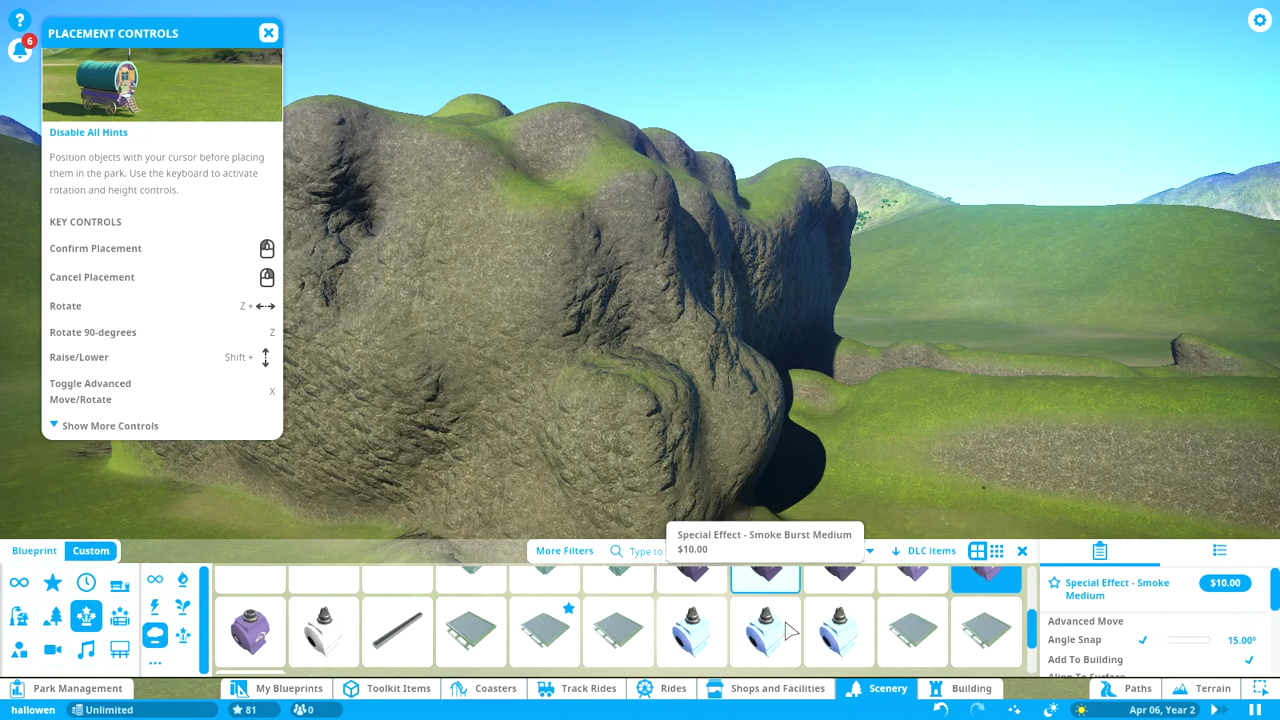 ?
6
PLACEMENT CONTROLS
Disable All Hints
Position objects with your cursor before placing
them in the park. Use the keyboard to activate
rotation and height controls.
KEY CONTROLS
Confirm Placement
Cancel Placement
Rotate Z +
Rotate 90-degrees Z
Raise/Lower Shift +
Toggle Advanced
Move/Rotate X
Show More Controls
Special Effect - Smoke Burst Medium
$10.00
Blueprint Custom More Filters Type to DLC items
Special Effect - Smoke
Medium
$10.00
Advanced Move
Angle Snap 15.00°
Add To Building
Align To Surface
Park Management My Blueprints Toolkit Items Coasters Track Rides Rides Shops and Facilities Scenery Building Paths Terrain
hallowen Unlimited 81 0 Apr 06, Year 2